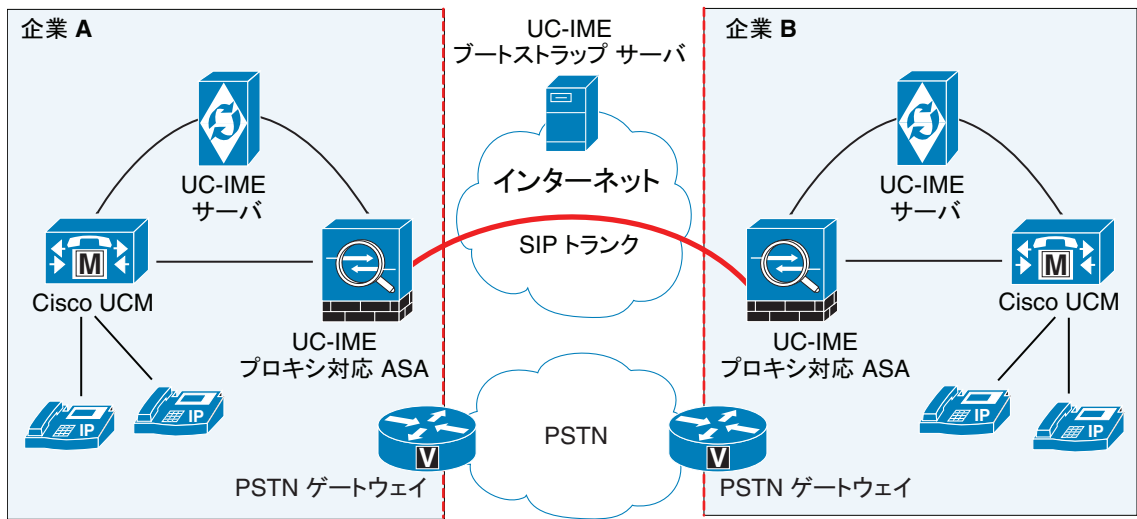 企業 A
UC-IME
サーバ
M
Cisco UCM
UC-IME
プロキシ対応 ASA
IP
IP
V
PSTN ゲートウェイ
UC-IME
ブートストラップ サーバ
インターネット
SIP トランク
PSTN
企業 B
UC-IME
サーバ
M
Cisco UCM
UC-IME
プロキシ対応 ASA
IP
IP
V
PSTN ゲートウェイ